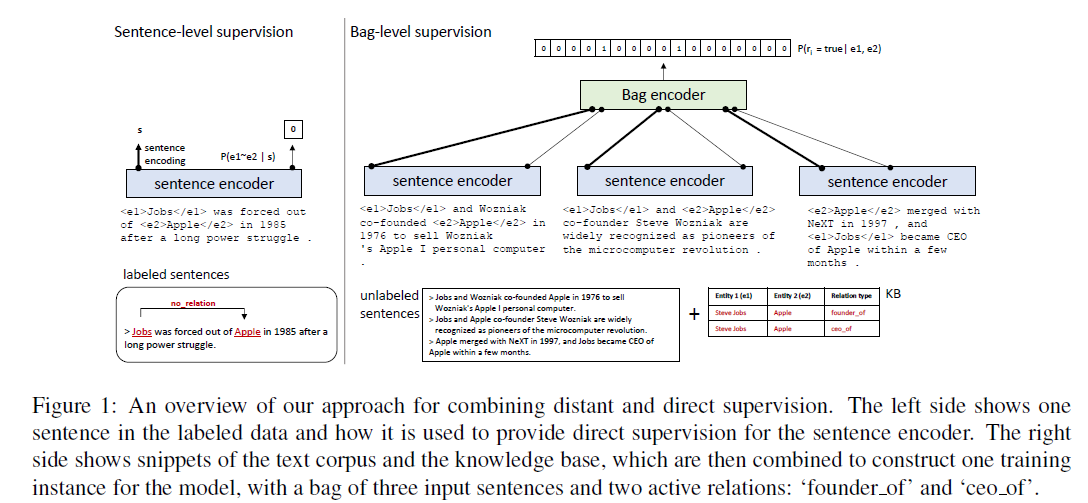 Sentence-level supervision
s
sentence
encoding
P(e1~e2 | s)
0
sentence encoder
<e1>Jobs</e1> was forced out
of <e2>Apple</e2> in 1985
after a long power struggle .
labeled sentences
no_relation
> Jobs was forced out of Apple in 1985 after a
long power struggle.
Bag-level supervision
0 0 0 0 1 0 0 0 0 1 0 0 0 0 0 0 0
P(ri = true| e1, e2)
Bag encoder
sentence encoder
<e1>Jobs</e1> and Wozniak
co-founded <e2>Apple</e2> in
1976 to sell Wozniak
's Apple I personal computer
.
sentence encoder
<e1>Jobs</e1> and <e2>Apple</e2>
co-founder Steve Wozniak are
widely recognized as pioneers of
the microcomputer revolution .
sentence encoder
<e2>Apple</e2> merged with
NeXT in 1997 , and
<e1>Jobs</e1> became CEO
of Apple within a few
months .
unlabeled
sentences
> Jobs and Wozniak co-founded Apple in 1976 to sell
Wozniak's Apple I personal computer.
> Jobs and Apple co-founder Steve Wozniak are widely
recognized as pioneers of the microcomputer revolution.
> Apple merged with NeXT in 1997, and Jobs became CEO of
Apple within a few months.
+
Entity 1 (e1) Entity 2 (e2) Relation type
Steve Jobs Apple founder_of
Steve Jobs Apple ceo_of
KB
Figure 1: An overview of our approach for combining distant and direct supervision. The left side shows one
sentence in the labeled data and how it is used to provide direct supervision for the sentence encoder. The right
side shows snippets of the text corpus and the knowledge base, which are then combined to construct one training
instance for the model, with a bag of three input sentences and two active relations: ‘founder_of’ and ‘ceo_of’.